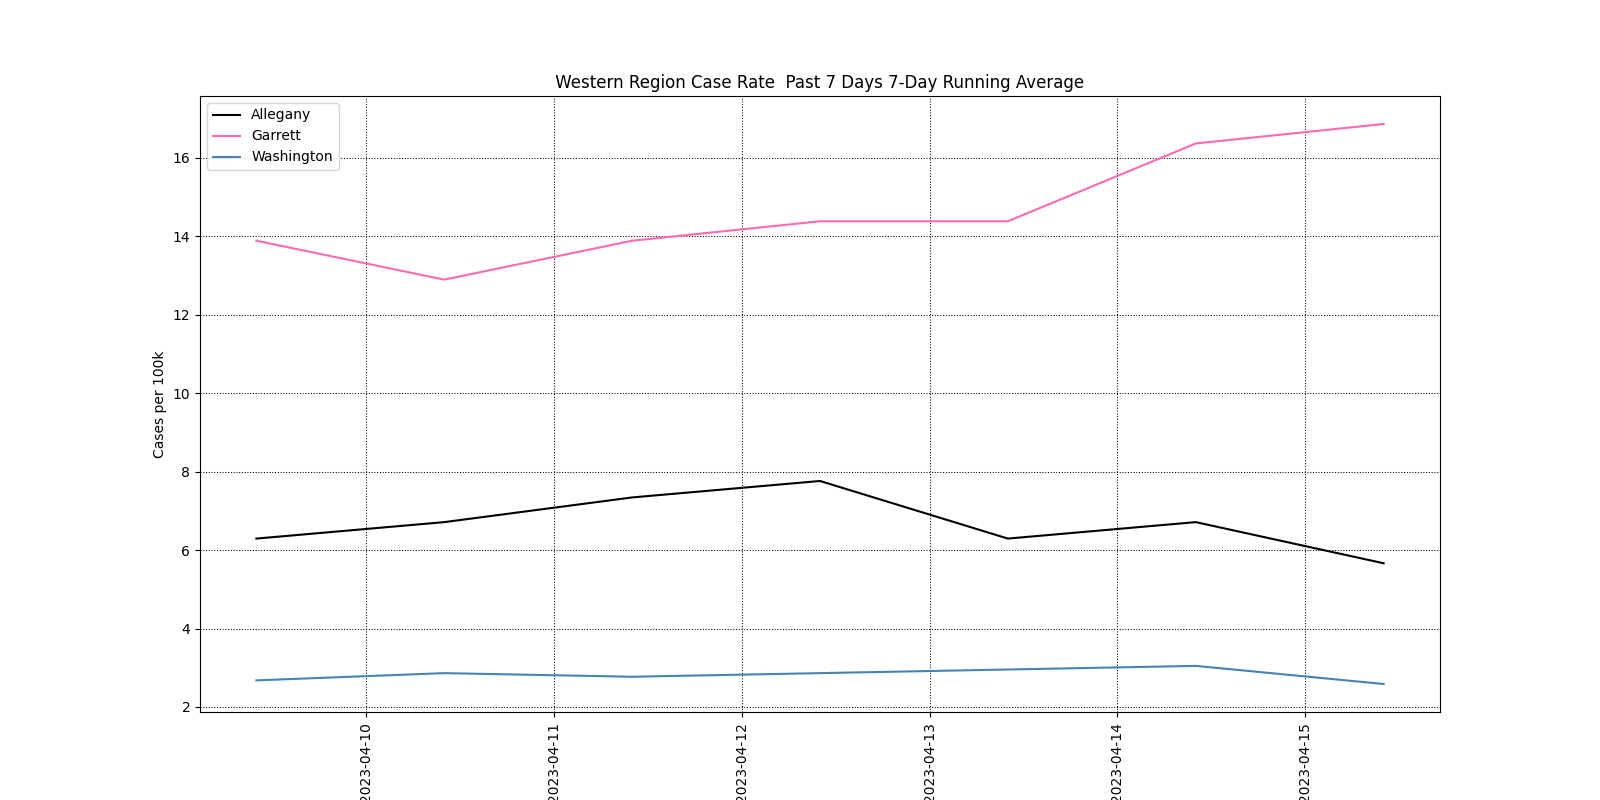 Western Region Case Rate  Past 7 Days 7-Day Running Average
Allegany
Garrett
Washington
16
14
12
10
8
6
4
2
Cases per 100k
2023-04-10
2023-04-11
2023-04-12
2023-04-13
2023-04-14
2023-04-15